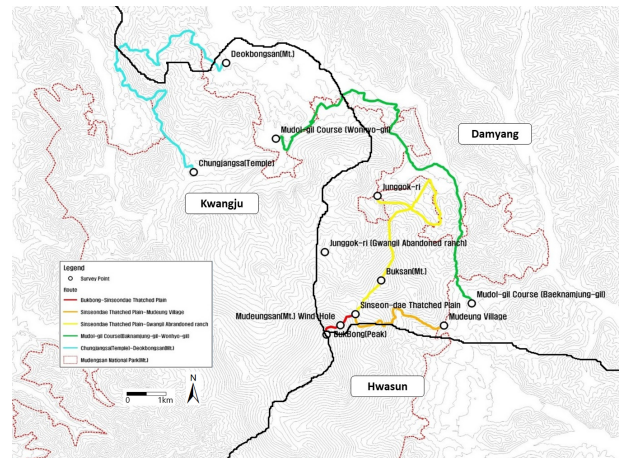 Deokbongsan(Mt.)
Mudol-gil Course (Wonhyo-gil)
Damyang
Chungjangsa(Temple)
Junggok-ri
Kwangju
Junggok-ri (Gwangil Abandoned ranch)
Legend
Survey Point
Route
Bukbong-Sinseondae Thatched Plain
Sinseondae Thatched Plain-Mudeung Village
Sinseondae Thatched Plain-Gwangil Abandoned ranch
Mudol-gil Course(Baeknamjung-gil-Wonhyo-gil)
Chungjangsa(Temple)-Deokbongsan(Mt.)
Mudeungsan National Park(Mt.)
Buksan(Mt.)
Mudol-gil Course (Baeknamjung-gil)
Sinseon-dae Thatched Plain
Mudeungsan(Mt.) Wind Hole
Mudeung Village
Bukbong(Peak)
Hwasun
N
0 1km